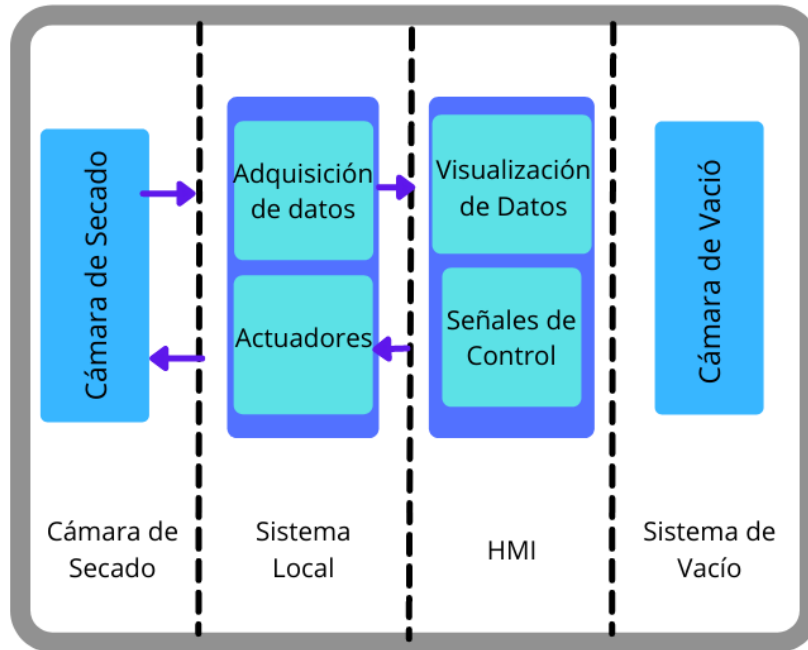 Cámara de Secado
Adquisición
de datos
Actuadores
Visualización
de Datos
Señales de
Control
Cámara de Vació
Cámara de
Secado
Sistema
Local
HMI
Sistema de
Vacío